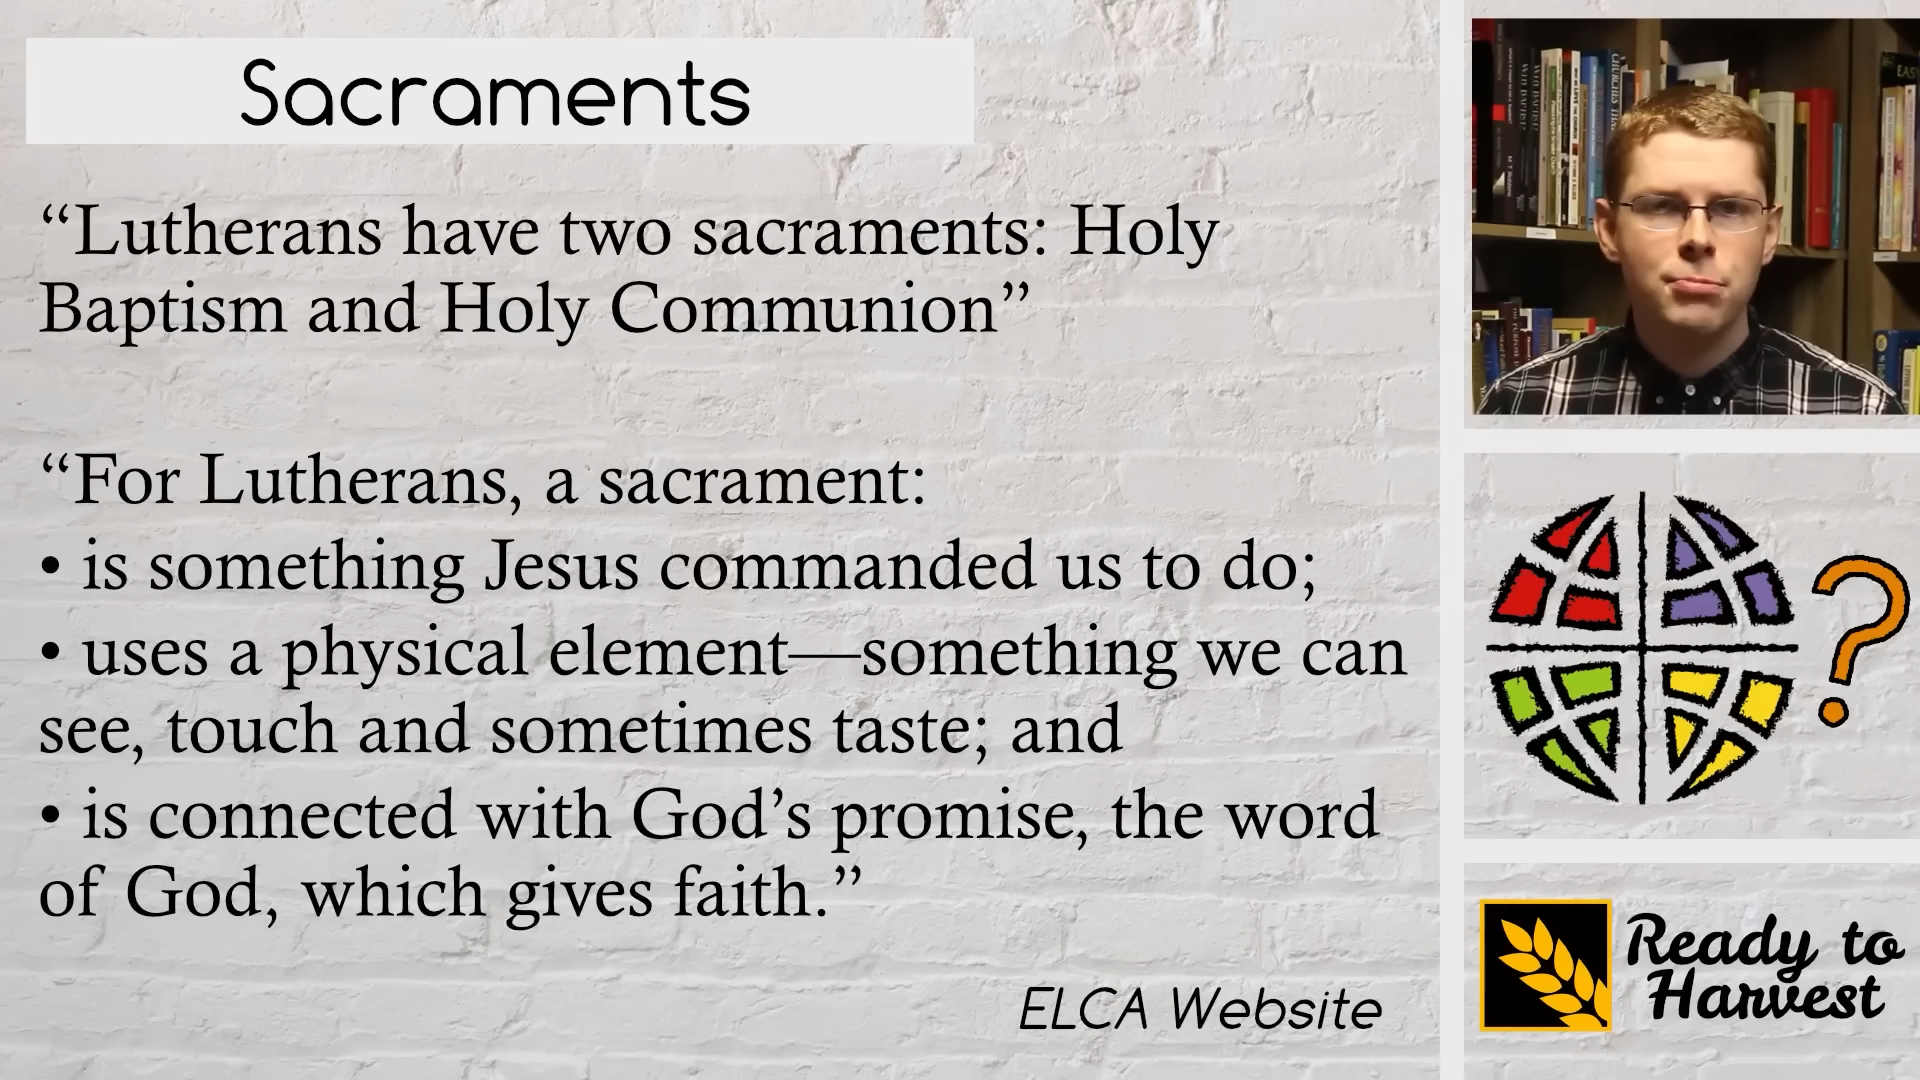 Sacraments
“Lutherans have two sacraments: Holy
Baptism and Holy Communion”
“For Lutherans, a sacrament:
• is something Jesus commanded us to do;
• uses a physical element—something we can
see, touch and sometimes taste; and
• is connected with God’s promise, the word
of God, which gives faith.”
ELCA Website
?
Ready to
Harvest